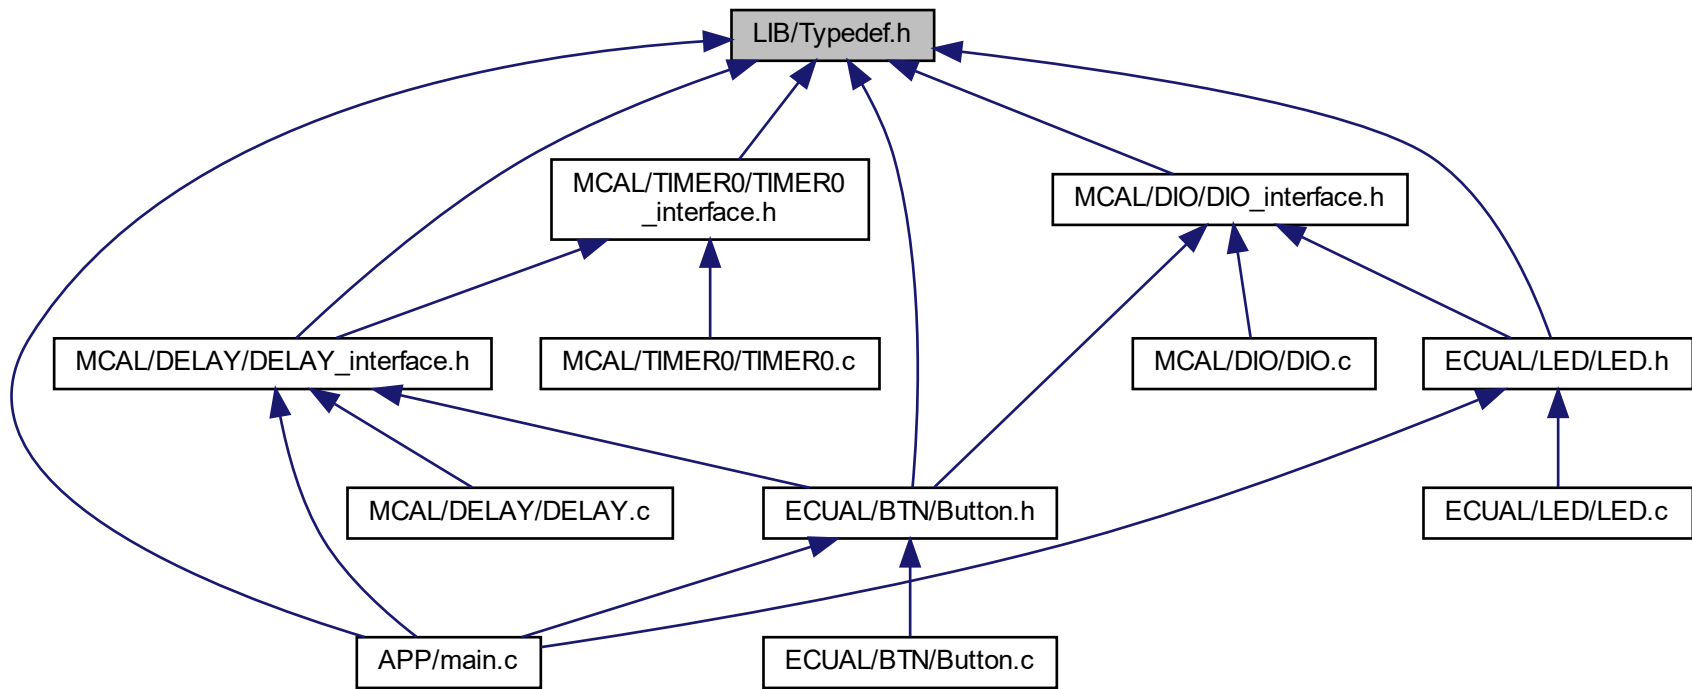 LIB/Typedef.h
MCAL/TIMER0/TIMER0
_interface.h
MCAL/DIO/DIO_interface.h
MCAL/DELAY/DELAY_interface.h
MCAL/TIMER0/TIMER0.c
MCAL/DIO/DIO.c
ECUAL/LED/LED.h
MCAL/DELAY/DELAY.c
ECUAL/BTN/Button.h
ECUAL/LED/LED.c
APP/main.c
ECUAL/BTN/Button.c